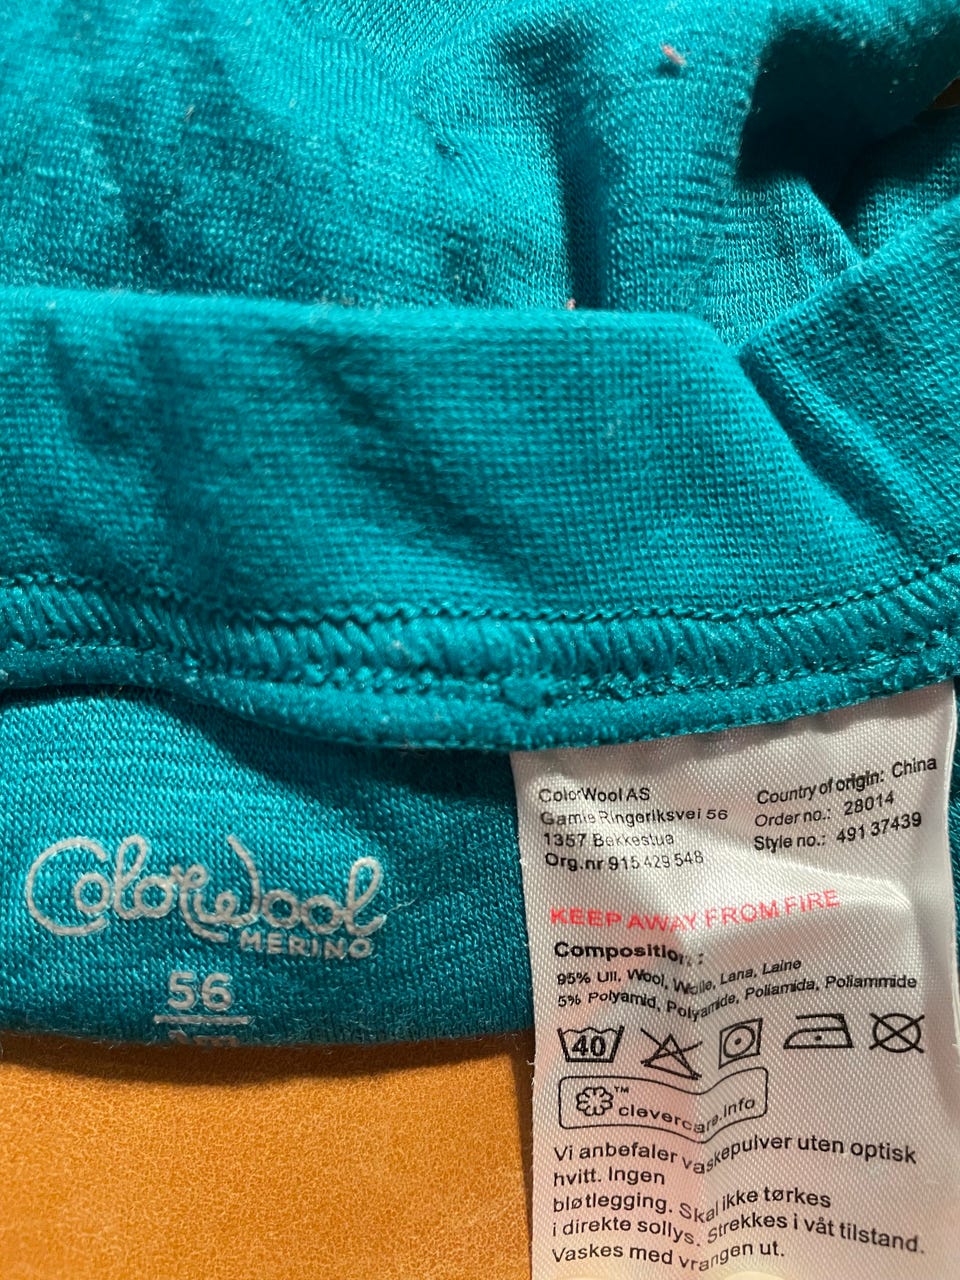 ColorWool
MERINO
56
ColorWool AS
Gamle Ringeriksvei 56
1357 Bekkestua
Org.nr 915 429 548
Country of origin: China
Order no.: 28014
Style no.: 491 37439
KEEP AWAY FROM FIRE
Composition:
95% Ull, Wool, Wolle, Lana, Laine
5% Polyamid, Polyamide, Poliamida, Poliammide
40
™ clevercare.info
Vi anbefaler vaskepulver uten optisk
hvitt. Ingen
bløtlegging. Skal ikke tørkes
i direkte sollys. Strekkes i våt tilstand.
Vaskes med vrangen ut.